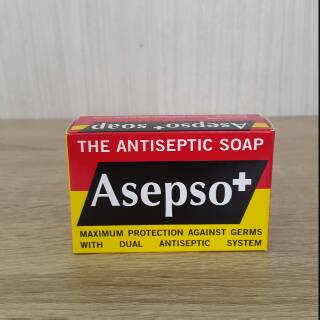 Asepso+ soap
THE ANTISEPTIC SOAP
Asepso+
MAXIMUM PROTECTION AGAINST GERMS
WITH DUAL ANTISEPTIC SYSTEM